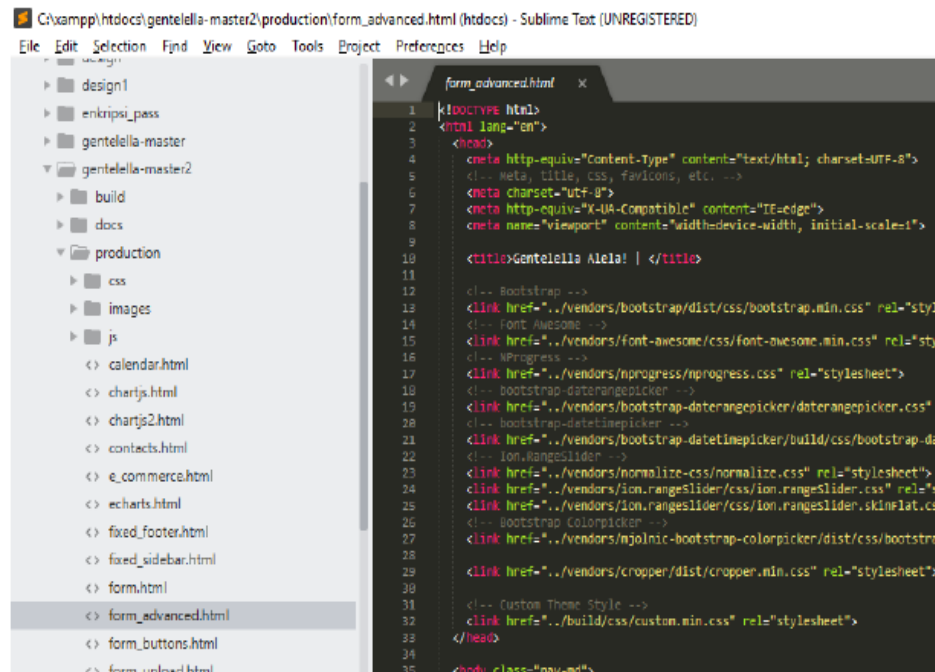 C:\xampp\htdocs\gentelella-master2\production\form_advanced.html (htdocs) - Sublime Text (UNREGISTERED)
File Edit Selection Find View Goto Tools Project Preferences Help
design
design1
enkripsi_pass
gentelella-master
gentelella-master2
build
docs
production
css
images
js
calendar.html
chartjs.html
chartjs2.html
contacts.html
e_commerce.html
echarts.html
fixed_footer.html
fixed_sidebar.html
form.html
form_advanced.html
form_buttons.html
form_upload.html
form_advanced.html ×
1 <!DOCTYPE html>
2 <html lang="en">
3 <head>
4 <meta http-equiv="Content-Type" content="text/html; charset=UTF-8">
5 <!-- Meta, title, CSS, favicons, etc. -->
6 <meta charset="utf-8">
7 <meta http-equiv="X-UA-Compatible" content="IE=edge">
8 <meta name="viewport" content="width=device-width, initial-scale=1">
9
10 <title>Gentelella Alela! | </title>
11
12 <!-- Bootstrap -->
13 <link href="../vendors/bootstrap/dist/css/bootstrap.min.css" rel="styl
14 <!-- Font Awesome -->
15 <link href="../vendors/font-awesome/css/font-awesome.min.css" rel="sty
16 <!-- NProgress -->
17 <link href="../vendors/nprogress/nprogress.css" rel="stylesheet">
18 <!-- bootstrap-daterangepicker -->
19 <link href="../vendors/bootstrap-daterangepicker/daterangepicker.css"
20 <!-- bootstrap-datetimepicker -->
21 <link href="../vendors/bootstrap-datetimepicker/build/css/bootstrap-da
22 <!-- Ion.RangeSlider -->
23 <link href="../vendors/normalize-css/normalize.css" rel="stylesheet">
24 <link href="../vendors/ion.rangeSlider/css/ion.rangeSlider.css" rel="s
25 <link href="../vendors/ion.rangeSlider/css/ion.rangeSlider.skinFlat.cs
26 <!-- Bootstrap Colorpicker -->
27 <link href="../vendors/mjolnic-bootstrap-colorpicker/dist/css/bootstra
28
29 <link href="../vendors/cropper/dist/cropper.min.css" rel="stylesheet">
30
31 <!-- Custom Theme Style -->
32 <link href="../build/css/custom.min.css" rel="stylesheet">
33 </head>
34
35 <body class="nav-md">